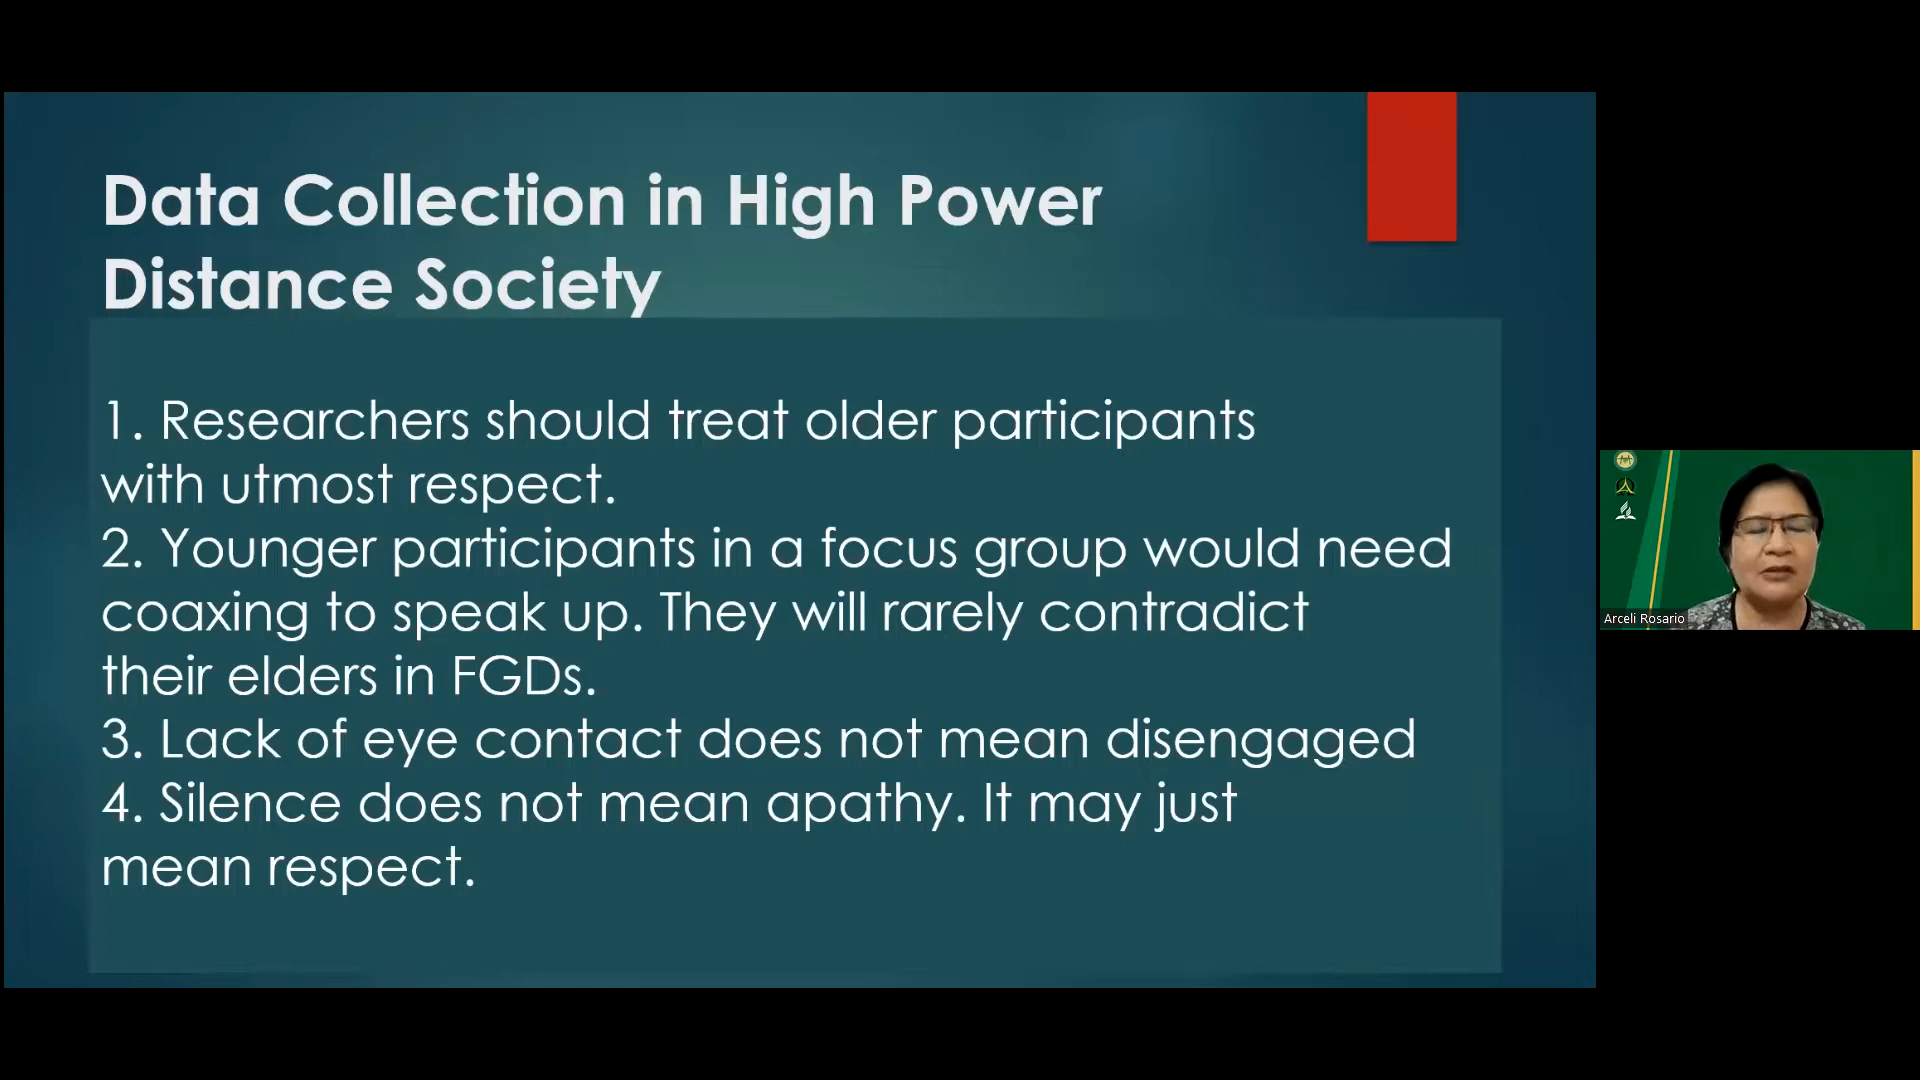 Data Collection in High Power
Distance Society
1. Researchers should treat older participants
with utmost respect.
2. Younger participants in a focus group would need
coaxing to speak up. They will rarely contradict
their elders in FGDs.
3. Lack of eye contact does not mean disengaged
4. Silence does not mean apathy. It may just
mean respect.
Arceli Rosario